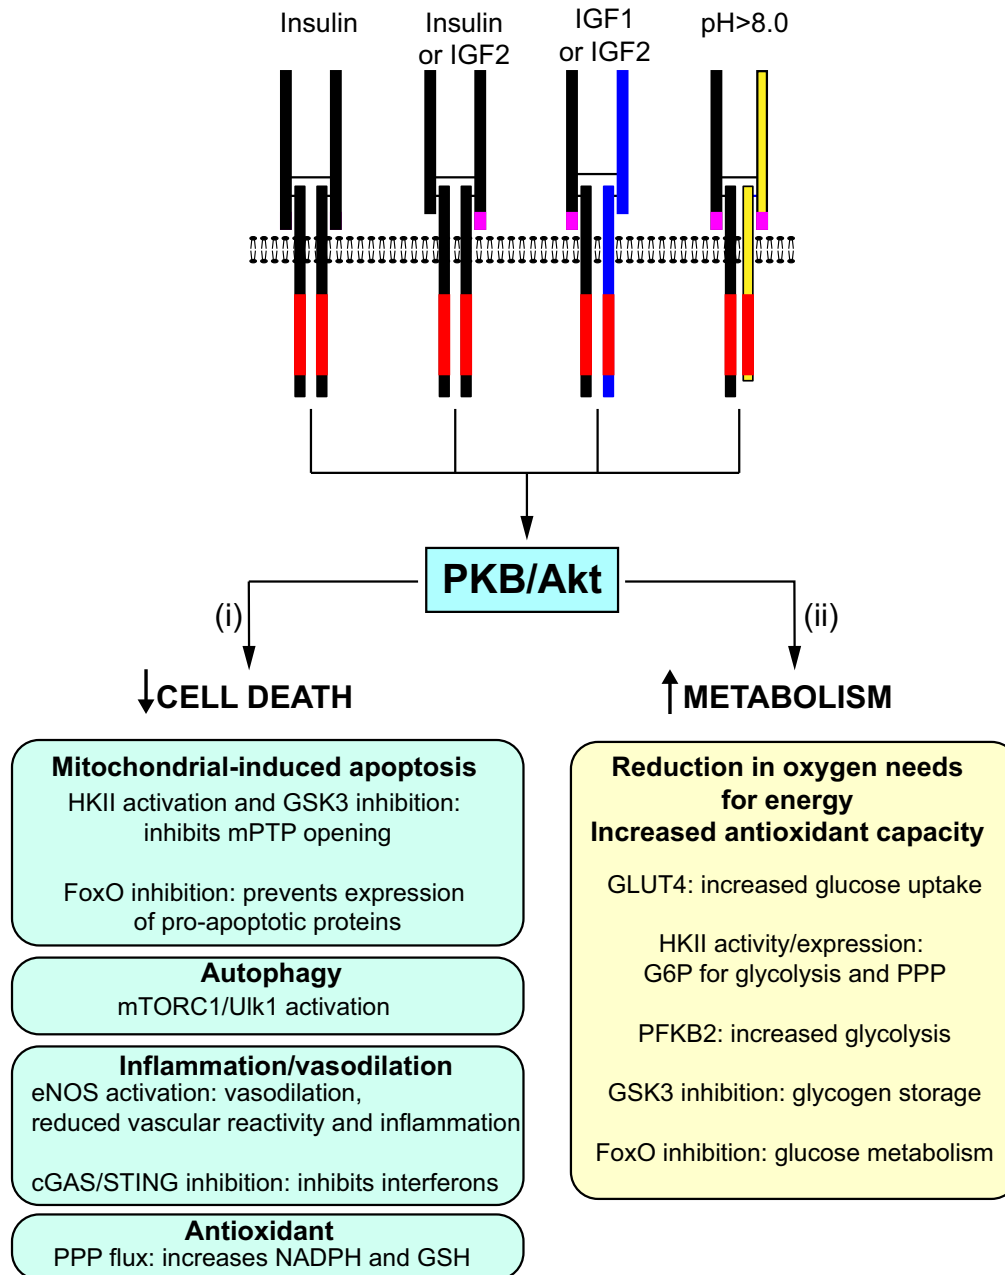 Insulin
Insulin
or IGF2
IGF1
or IGF2
pH>8.0
PKB/Akt
(i)
(ii)
↓CELL DEATH
↑METABOLISM
Mitochondrial-induced apoptosis
HKII activation and GSK3 inhibition:
inhibits mPTP opening
FoxO inhibition: prevents expression
of pro-apoptotic proteins
Autophagy
mTORC1/Ulk1 activation
Inflammation/vasodilation
eNOS activation: vasodilation,
reduced vascular reactivity and inflammation
cGAS/STING inhibition: inhibits interferons
Antioxidant
PPP flux: increases NADPH and GSH
Reduction in oxygen needs
for energy
Increased antioxidant capacity
GLUT4: increased glucose uptake
HKII activity/expression:
G6P for glycolysis and PPP
PFKB2: increased glycolysis
GSK3 inhibition: glycogen storage
FoxO inhibition: glucose metabolism